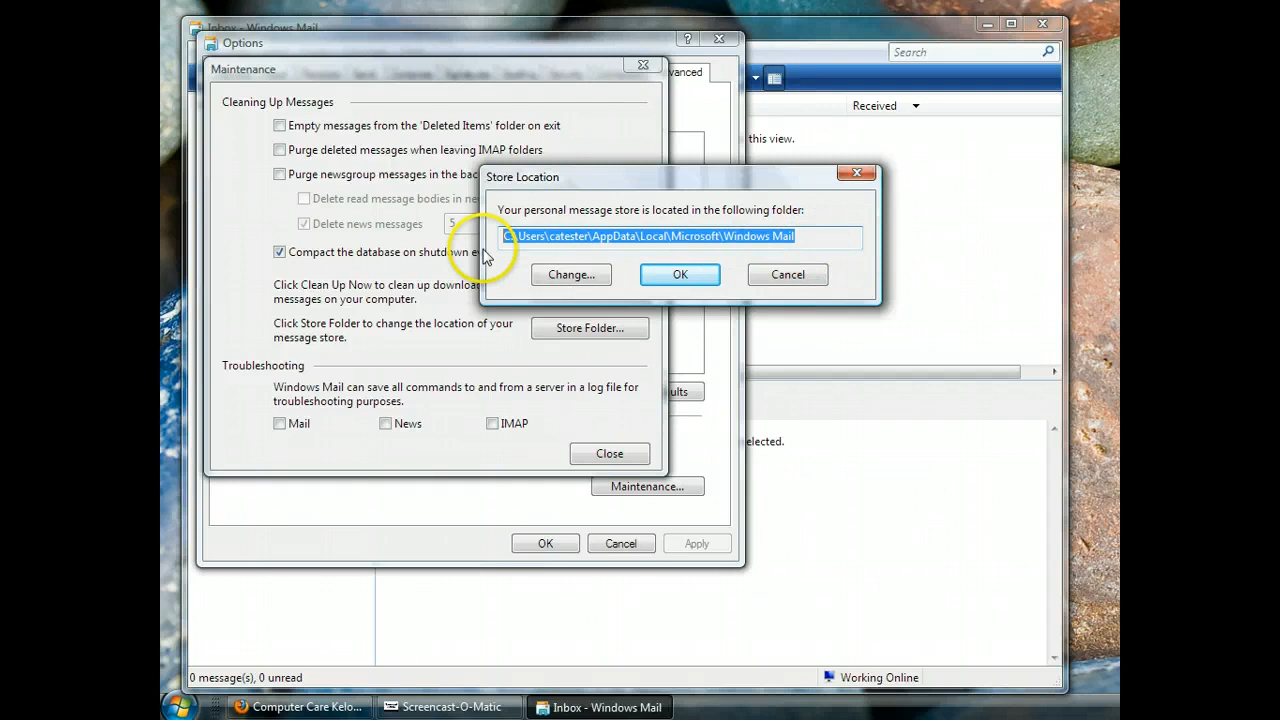 Inbox - Windows Mail
Options
Search
Maintenance
vanced
Received
Cleaning Up Messages
Empty messages from the 'Deleted Items' folder on exit
this view.
Purge deleted messages when leaving IMAP folders
Purge newsgroup messages in the bac
Store Location
Delete read message bodies in ne
Your personal message store is located in the following folder:
Delete news messages
5
C:\Users\catester\AppData\Local\Microsoft\Windows Mail
Compact the database on shutdown e
Change...
OK
Cancel
Click Clean Up Now to clean up download
messages on your computer.
Click Store Folder to change the location of your
message store.
Store Folder...
Troubleshooting
Windows Mail can save all commands to and from a server in a log file for
troubleshooting purposes.
ults
Mail
News
IMAP
elected.
Close
Maintenance...
OK
Cancel
Apply
0 message(s), 0 unread
Working Online
Computer Care Kelo...
Screencast-O-Matic
Inbox - Windows Mail